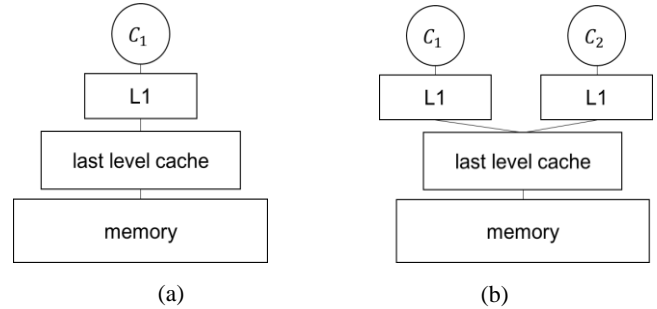 C₁
L1
last level cache
memory
(a)
C₁ C₂
L1 L1
last level cache
memory
(b)